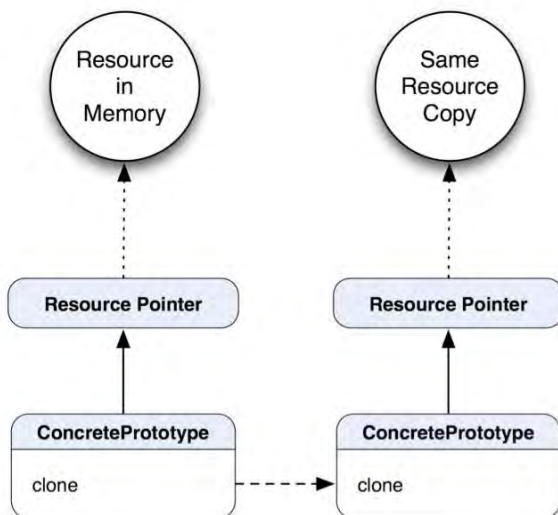 Resource
in
Memory
Same
Resource
Copy
Resource Pointer
Resource Pointer
ConcretePrototype
ConcretePrototype
clone
clone